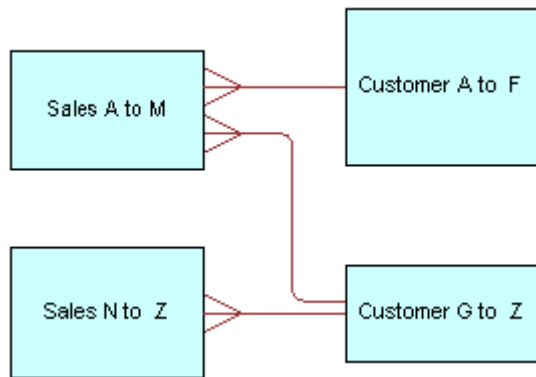 Sales A to M
Customer A to F
Sales N to Z
Customer G to Z